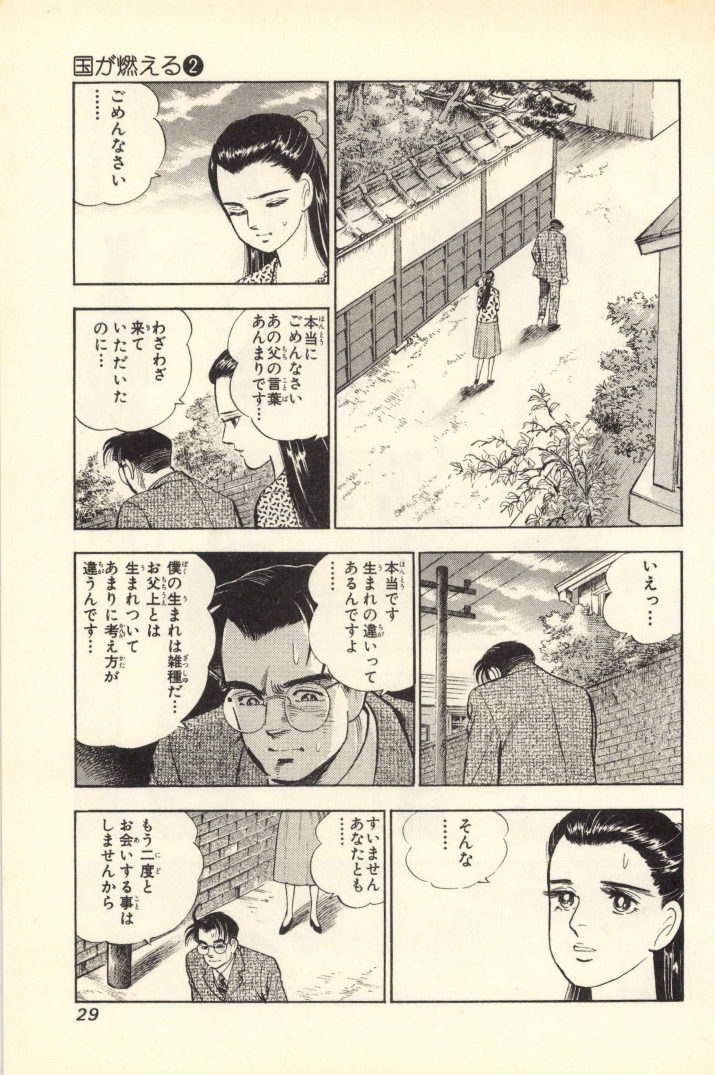 国が燃える❷
ごめんなさい
……
本当に
ごめんなさい
あの父の言葉
あんまりです…
わざわざ
来て
いただいた
のに…
いえっ…
本当です
生まれの違いって
あるんですよ
……
僕の生まれは雑種だ…
お父上とは
生まれついて
あまりに考え方が
違うんです…
そんな
……
すいません
あなたとも
……
もう二度と
お会いする事は
しませんから
29